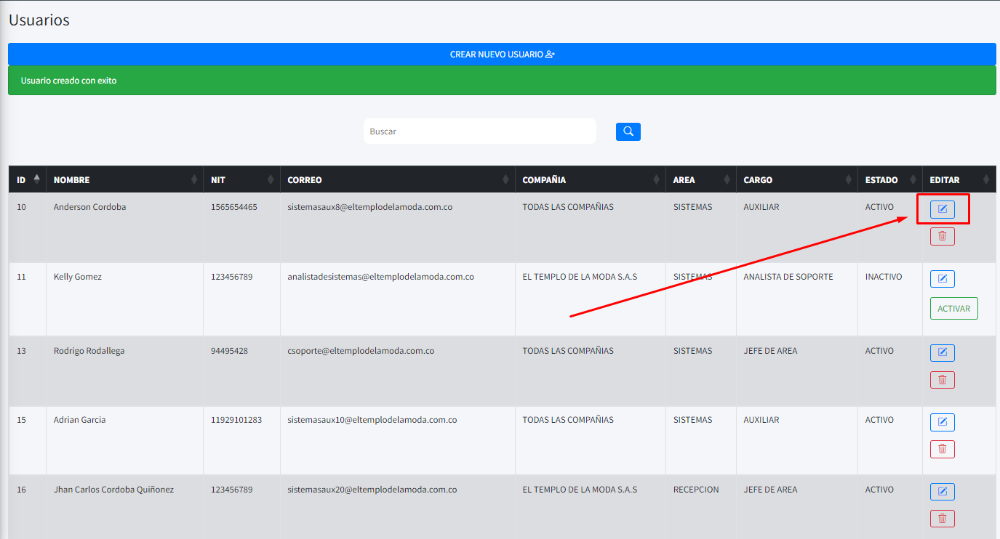 Usuarios
CREAR NUEVO USUARIO
Usuario creado con exito
Buscar
ID NOMBRE NIT CORREO COMPAÑIA AREA CARGO ESTADO EDITAR
10 Anderson Cordoba 1565654465 sistemasaux8@eltemplodelamoda.com.co TODAS LAS COMPAÑIAS SISTEMAS AUXILIAR ACTIVO
11 Kelly Gomez 123456789 analistadesistemas@eltemplodelamoda.com.co EL TEMPLO DE LA MODA S.A.S SISTEMAS ANALISTA DE SOPORTE INACTIVO
ACTIVAR
13 Rodrigo Rodallega 94495428 csoporte@eltemplodelamoda.com.co TODAS LAS COMPAÑIAS SISTEMAS JEFE DE AREA ACTIVO
15 Adrian Garcia 11929101283 sistemasaux10@eltemplodelamoda.com.co TODAS LAS COMPAÑIAS SISTEMAS AUXILIAR ACTIVO
16 Jhan Carlos Cordoba Quiñonez 123456789 sistemasaux20@eltemplodelamoda.com.co EL TEMPLO DE LA MODA S.A.S RECEPCION JEFE DE AREA ACTIVO